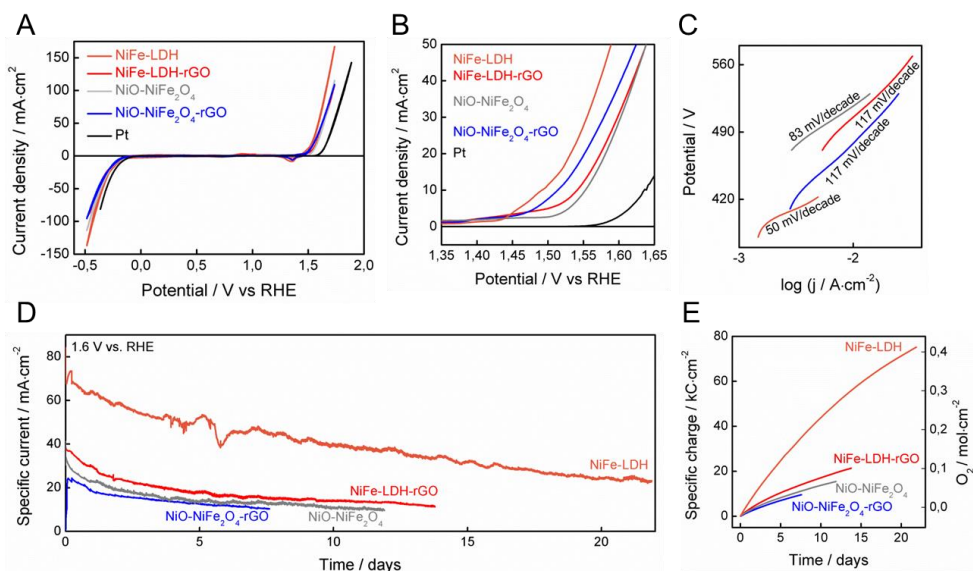 A
Current density / mA·cm⁻²
150
100
50
0
-50
-100
-150
NiFe-LDH
NiFe-LDH-rGO
NiO-NiFe₂O₄
NiO-NiFe₂O₄-rGO
Pt
-0,5
0,0
0,5
1,0
1,5
2,0
Potential / V vs RHE
B
Current density / mA·cm⁻²
50
40
30
20
10
0
NiFe-LDH
NiFe-LDH-rGO
NiO-NiFe₂O₄
NiO-NiFe₂O₄-rGO
Pt
1,35
1,40
1,45
1,50
1,55
1,60
1,65
Potential / V vs RHE
C
Potential / V
560
490
420
83 mV/decade
117 mV/decade
117 mV/decade
50 mV/decade
-3
-2
log (j / A·cm⁻²)
D
Specific current / mA·cm⁻²
80
60
40
20
0
1.6 V vs. RHE
NiFe-LDH
NiFe-LDH-rGO
NiO-NiFe₂O₄-rGO
NiO-NiFe₂O₄
0
5
10
15
20
Time / days
E
Specific charge / kC·cm⁻²
80
60
40
20
0
NiFe-LDH
NiFe-LDH-rGO
NiO-NiFe₂O₄
NiO-NiFe₂O₄-rGO
0,4
0,3
0,2
0,1
0,0
O₂ / mol·cm⁻²
0
5
10
15
20
Time / days